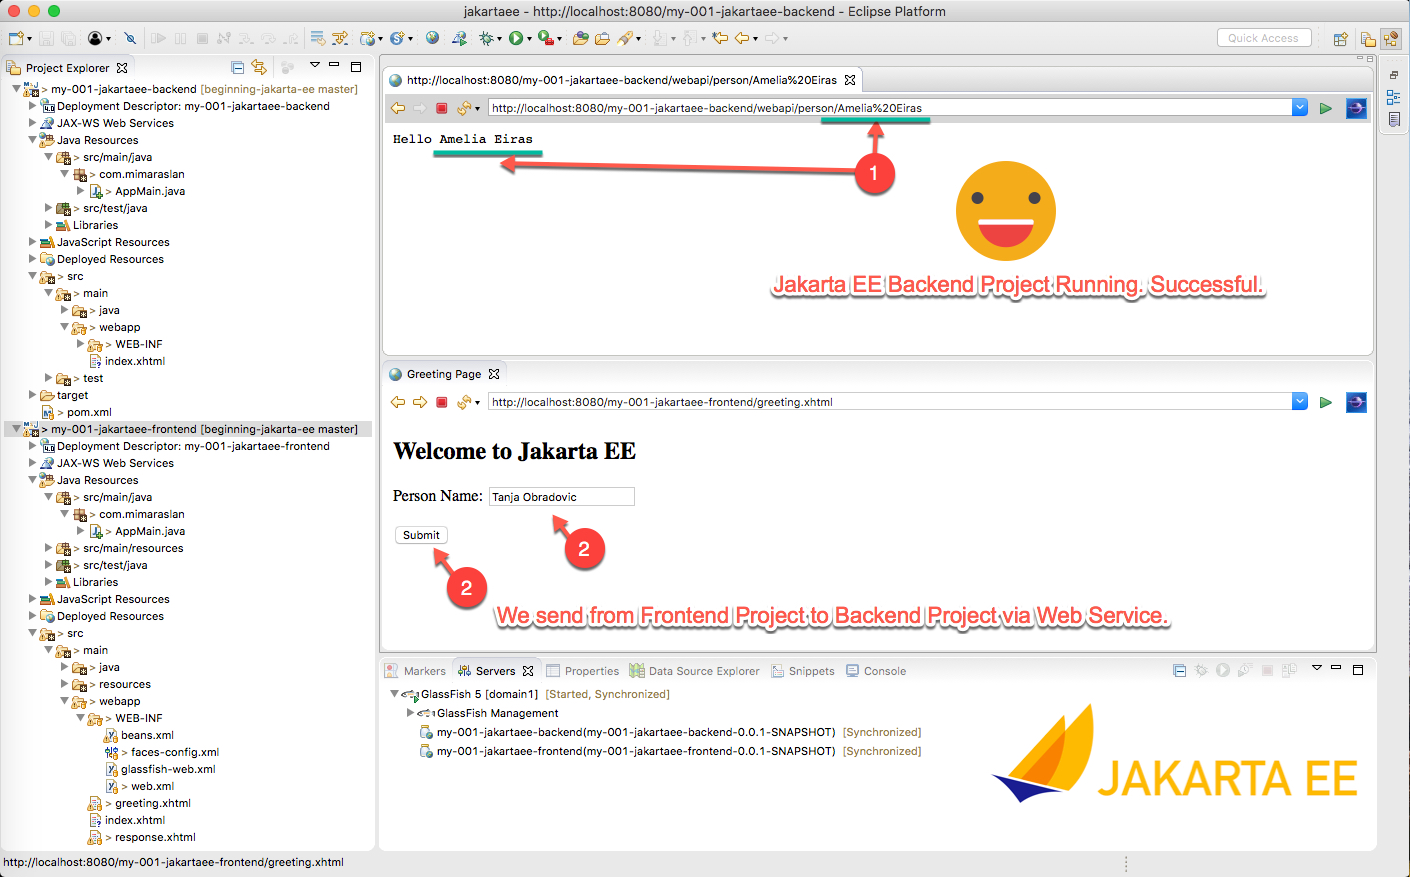 jakartaee - http://localhost:8080/my-001-jakartaee-backend - Eclipse Platform
Quick Access
Project Explorer
> my-001-jakartaee-backend [beginning-jakarta-ee master]
Deployment Descriptor: my-001-jakartaee-backend
JAX-WS Web Services
Java Resources
> src/main/java
> com.mimaraslan
> AppMain.java
> src/test/java
Libraries
JavaScript Resources
Deployed Resources
> src
> main
> java
> webapp
> WEB-INF
index.xhtml
> test
target
> pom.xml
> my-001-jakartaee-frontend [beginning-jakarta-ee master]
Deployment Descriptor: my-001-jakartaee-frontend
JAX-WS Web Services
Java Resources
> src/main/java
> com.mimaraslan
> AppMain.java
> src/main/resources
> src/test/java
> Libraries
JavaScript Resources
Deployed Resources
> src
> main
> java
> resources
> webapp
> WEB-INF
beans.xml
> faces-config.xml
glassfish-web.xml
> web.xml
> greeting.xhtml
index.xhtml
> response.xhtml
http://localhost:8080/my-001-jakartaee-backend/webapi/person/Amelia%20Eiras
http://localhost:8080/my-001-jakartaee-backend/webapi/person/Amelia%20Eiras
Hello Amelia Eiras
1
Jakarta EE Backend Project Running. Successful.
Greeting Page
http://localhost:8080/my-001-jakartaee-frontend/greeting.xhtml
Welcome to Jakarta EE
Person Name: Tanja Obradovic
Submit
2
2
We send from Frontend Project to Backend Project via Web Service.
Markers Servers Properties Data Source Explorer Snippets Console
GlassFish 5 [domain1] [Started, Synchronized]
GlassFish Management
my-001-jakartaee-backend(my-001-jakartaee-backend-0.0.1-SNAPSHOT) [Synchronized]
my-001-jakartaee-frontend(my-001-jakartaee-frontend-0.0.1-SNAPSHOT) [Synchronized]
JAKARTA EE
http://localhost:8080/my-001-jakartaee-frontend/greeting.xhtml